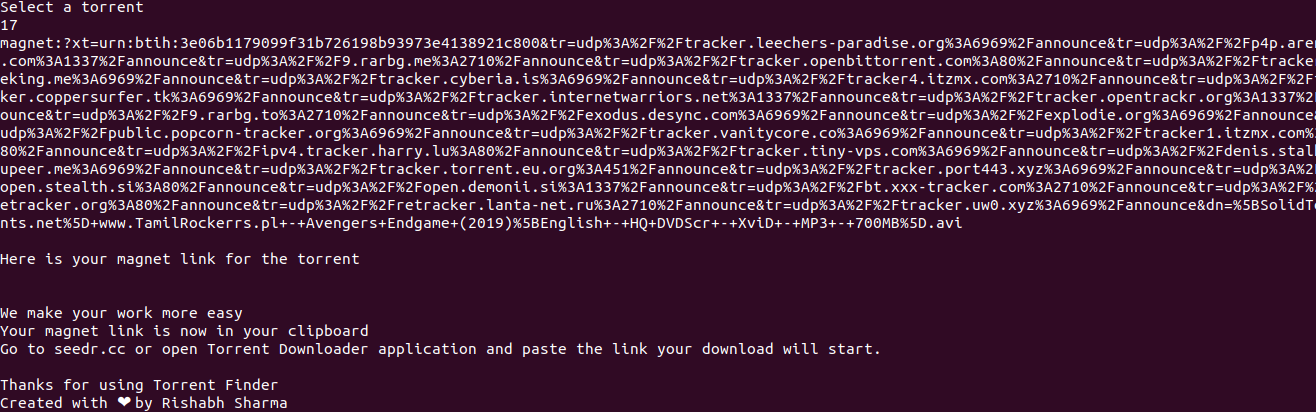 Select a torrent
17
magnet:?xt=urn:btih:3e06b1179099f31b726198b93973e4138921c800&tr=udp%3A%2F%2Ftracker.leechers-paradise.org%3A6969%2Fannounce&tr=udp%3A%2F%2Fp4p.aren
.com%3A1337%2Fannounce&tr=udp%3A%2F%2F9.rarbg.me%3A2710%2Fannounce&tr=udp%3A%2F%2Ftracker.openbittorrent.com%3A80%2Fannounce&tr=udp%3A%2F%2Ftracker
eking.me%3A6969%2Fannounce&tr=udp%3A%2F%2Ftracker.cyberia.is%3A6969%2Fannounce&tr=udp%3A%2F%2Ftracker4.itzmx.com%3A2710%2Fannounce&tr=udp%3A%2F%2Ft
ker.coppersurfer.tk%3A6969%2Fannounce&tr=udp%3A%2F%2Ftracker.internetwarriors.net%3A1337%2Fannounce&tr=udp%3A%2F%2Ftracker.opentrackr.org%3A1337%2F
ounce&tr=udp%3A%2F%2F9.rarbg.to%3A2710%2Fannounce&tr=udp%3A%2F%2Fexodus.desync.com%3A6969%2Fannounce&tr=udp%3A%2F%2Fexplodie.org%3A6969%2Fannounce&
udp%3A%2F%2Fpublic.popcorn-tracker.org%3A6969%2Fannounce&tr=udp%3A%2F%2Ftracker.vanitycore.co%3A6969%2Fannounce&tr=udp%3A%2F%2Ftracker1.itzmx.com%
80%2Fannounce&tr=udp%3A%2F%2Fipv4.tracker.harry.lu%3A80%2Fannounce&tr=udp%3A%2F%2Ftracker.tiny-vps.com%3A6969%2Fannounce&tr=udp%3A%2F%2Fdenis.stal
upeer.me%3A6969%2Fannounce&tr=udp%3A%2F%2Ftracker.torrent.eu.org%3A451%2Fannounce&tr=udp%3A%2F%2Ftracker.port443.xyz%3A6969%2Fannounce&tr=udp%3A%2F
open.stealth.si%3A80%2Fannounce&tr=udp%3A%2F%2Fopen.demonii.si%3A1337%2Fannounce&tr=udp%3A%2F%2Fbt.xxx-tracker.com%3A2710%2Fannounce&tr=udp%3A%2F%2
etracker.org%3A80%2Fannounce&tr=udp%3A%2F%2Fretracker.lanta-net.ru%3A2710%2Fannounce&tr=udp%3A%2F%2Ftracker.uw0.xyz%3A6969%2Fannounce&dn=%5BSolidTo
nts.net%5D+www.TamilRockerrs.pl+-+Avengers+Endgame+(2019)%5BEnglish+-+HQ+DVDScr+-+XviD+-+MP3+-+700MB%5D.avi
Here is your magnet link for the torrent
We make your work more easy
Your magnet link is now in your clipboard
Go to seedr.cc or open Torrent Downloader application and paste the link your download will start.
Thanks for using Torrent Finder
Created with ❤ by Rishabh Sharma